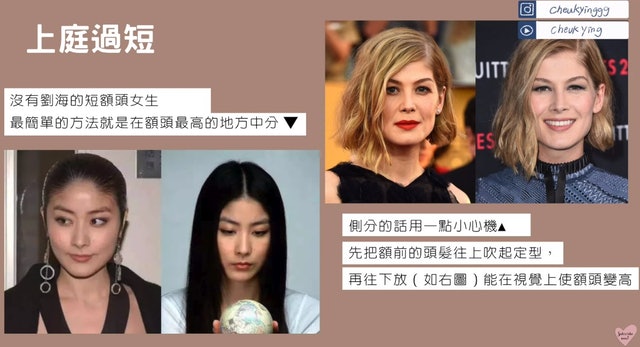 上庭過短
cheukyinggg
Cheuk Ying
沒有劉海的短額頭女生
最簡單的方法就是在額頭最高的地方中分▼
側分的話用一點小心機▲
先把額前的頭髮往上吹起定型，
再往下放（如右圖）能在視覺上使額頭變高